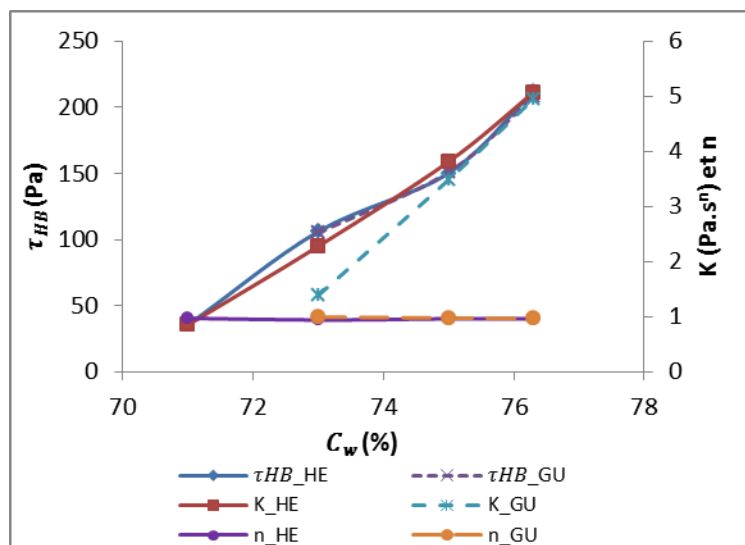 250
200
150
100
50
0
τHB (Pa)
6
5
4
3
2
1
0
K (Pa.sⁿ) et n
70 72 74 76 78
Cw (%)
τHB_HE τHB_GU
K_HE K_GU
n_HE n_GU